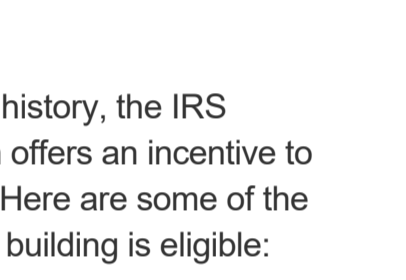 history, the IRS
offers an incentive to
Here are some of the
building is eligible: